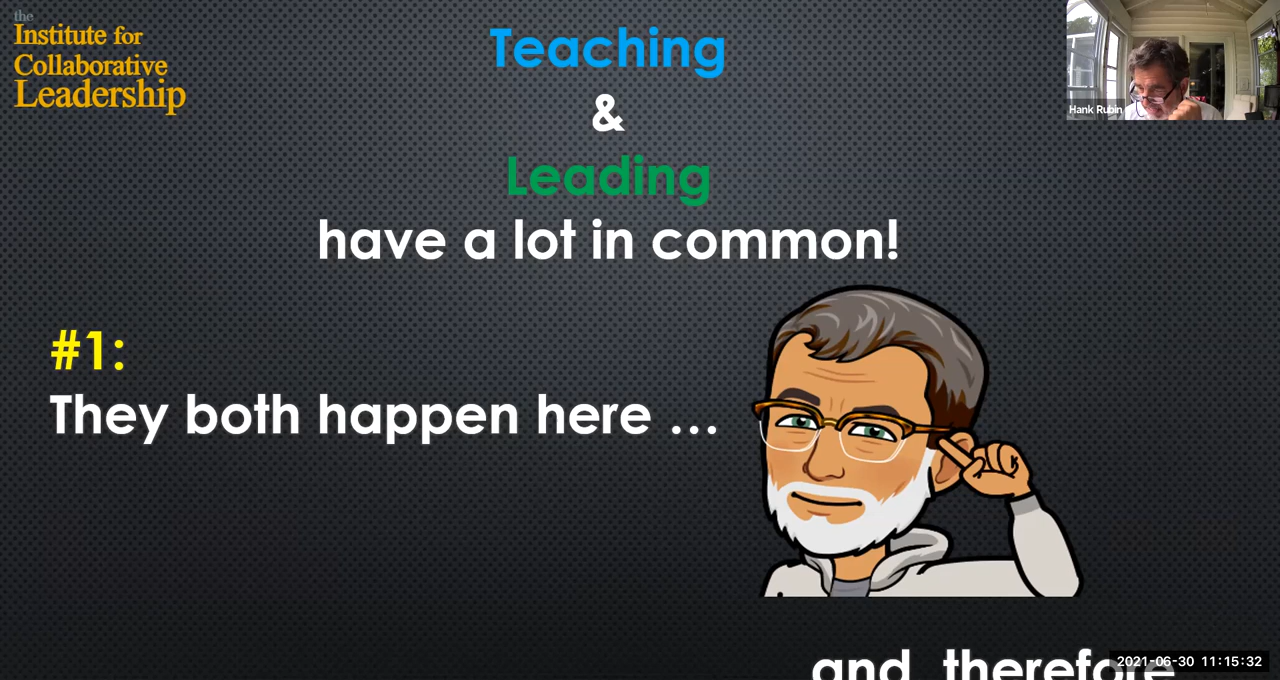 the
Institute for
Collaborative
Leadership
Teaching
&
Leading
have a lot in common!
Hank Rubin
#1:
They both happen here …
and therefore
2021-06-30 11:15:32